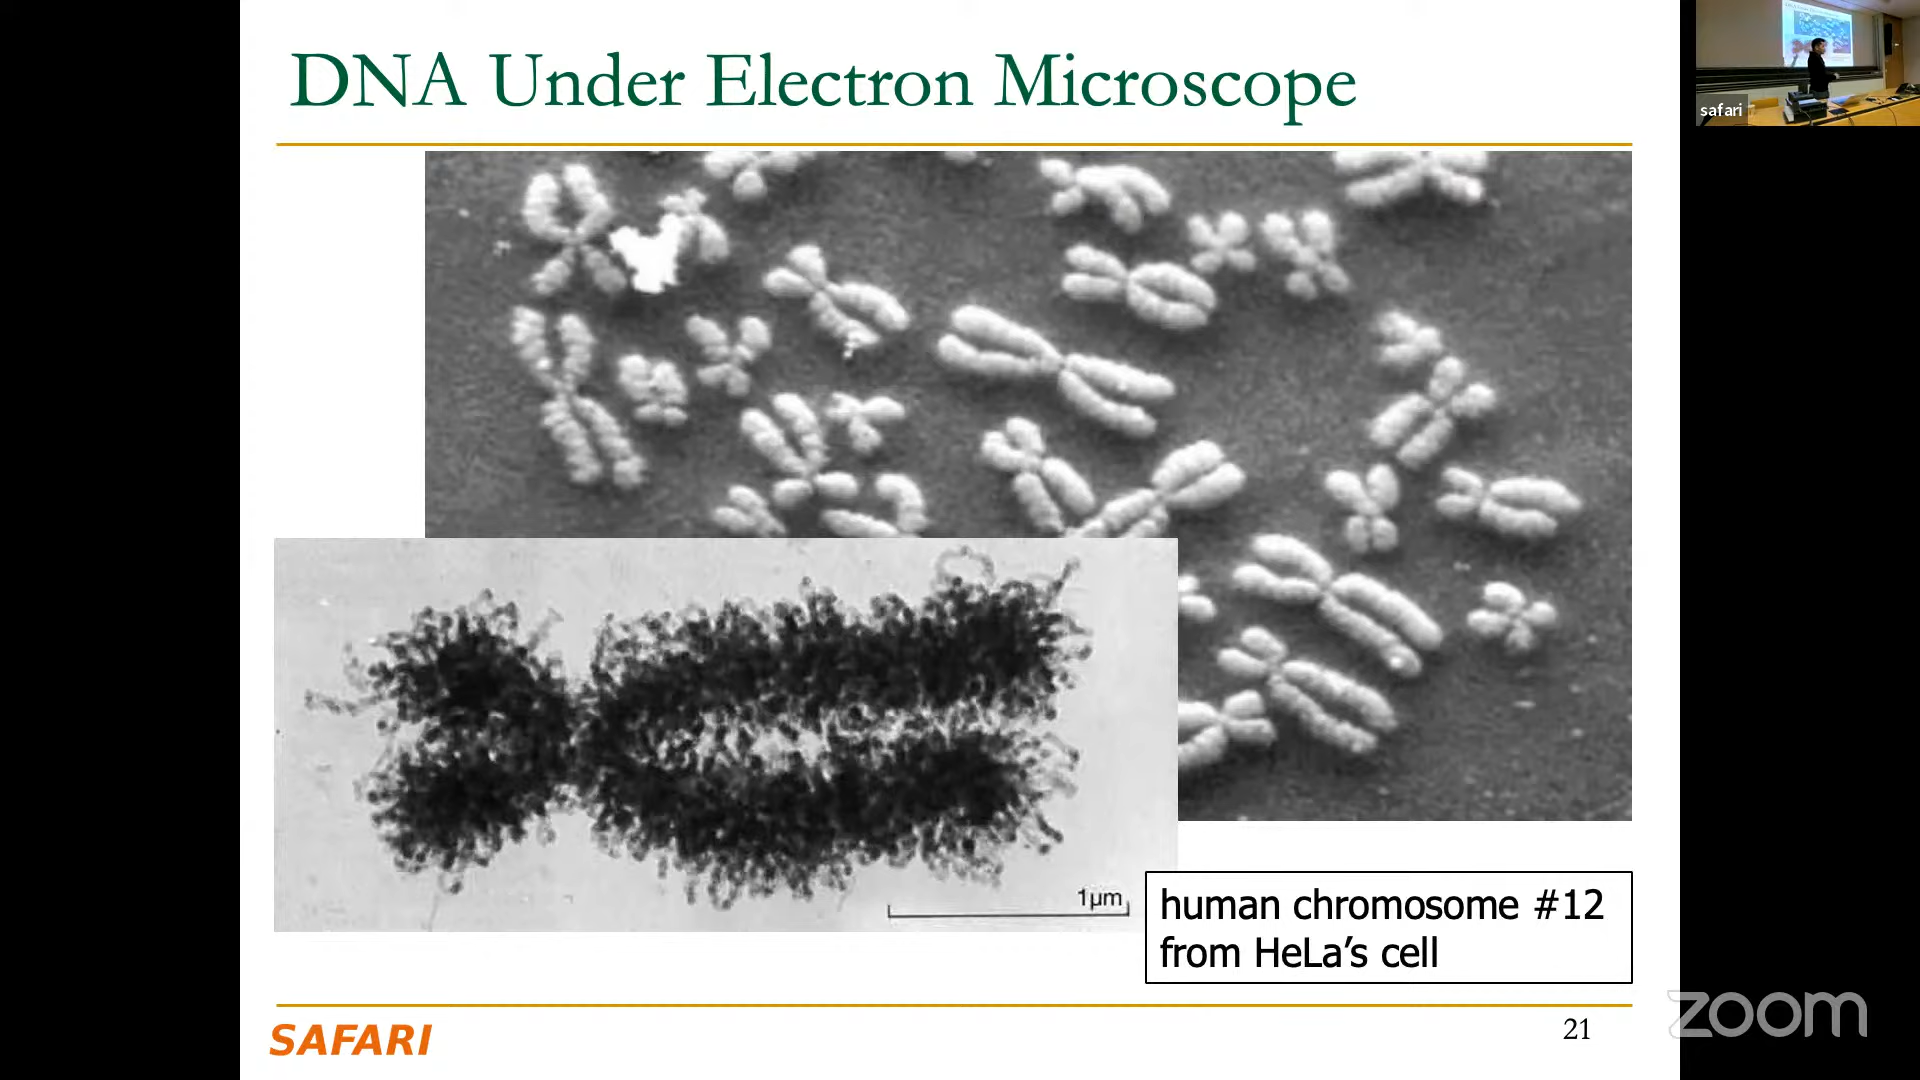 DNA Under Electron Microscope
safari
1μm
human chromosome #12
from HeLa’s cell
SAFARI
21
zoom